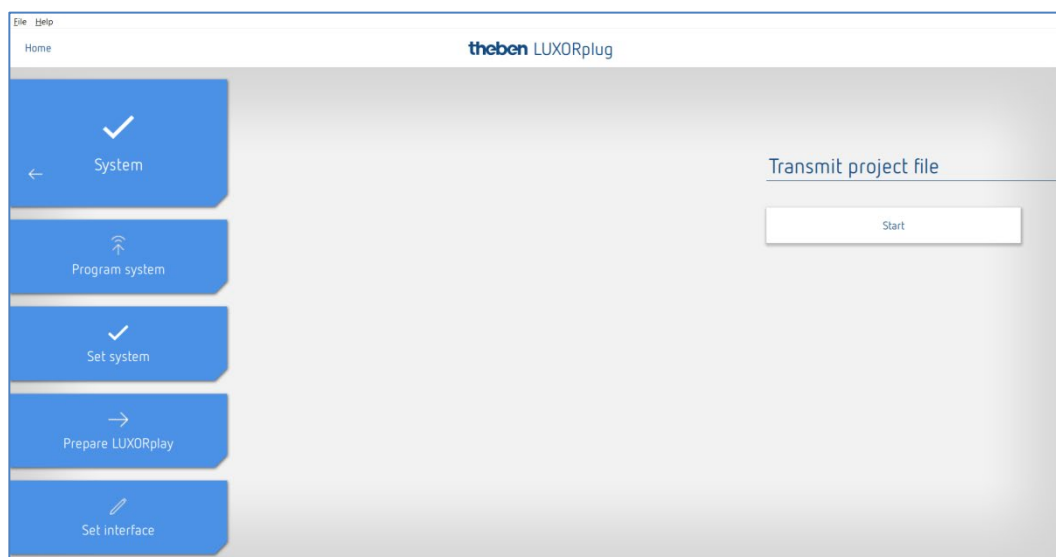 File Help
Home
theben LUXORplug
System
Transmit project file
Start
Program system
Set system
Prepare LUXORplay
Set interface